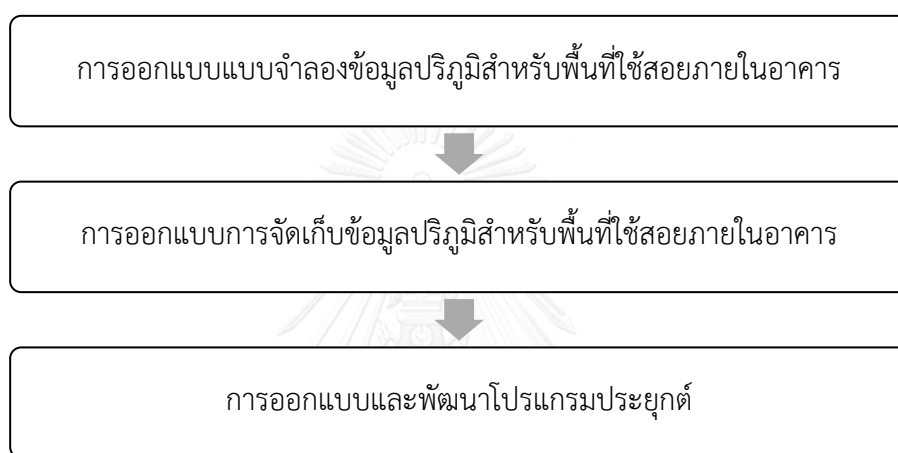 การออกแบบแบบจำลองข้อมูลปริภูมิสำหรับพื้นที่ใช้สอยภายในอาคาร
การออกแบบการจัดเก็บข้อมูลปริภูมิสำหรับพื้นที่ใช้สอยภายในอาคาร
การออกแบบและพัฒนาโปรแกรมประยุกต์